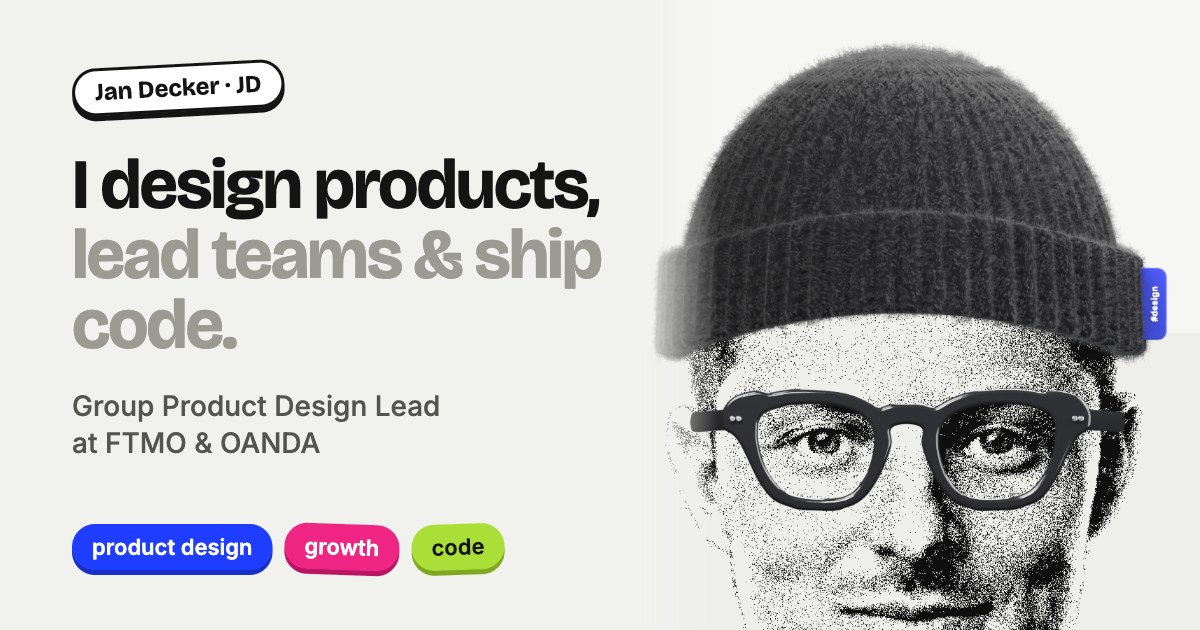 Jan Decker · JD
I design products,
lead teams & ship
code.
Group Product Design Lead
at FTMO & OANDA
product design
growth
code
#design